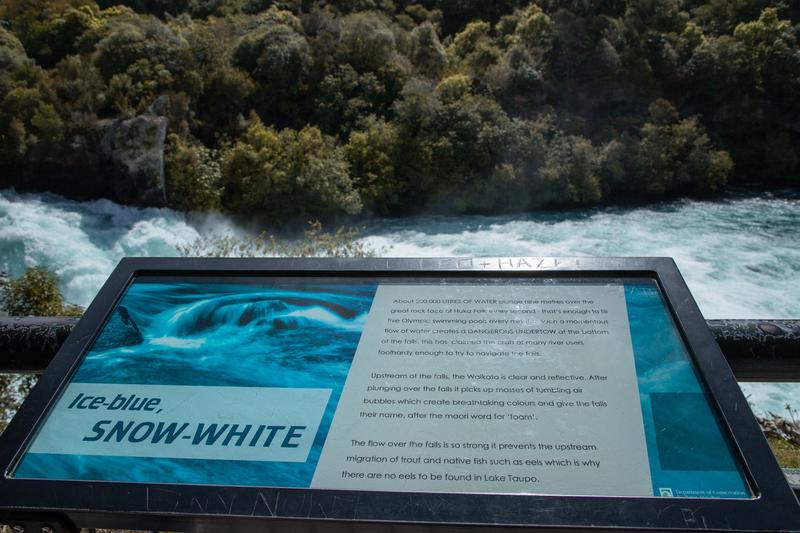 + HAZEL
Ice-blue,
SNOW-WHITE
About 200,000 LITRES OF WATER plunge nine metres over the
great rock face of Huka Falls every second - that's enough to fill
five Olympic swimming pools every minute. Such a momentous
flow of water creates a DANGEROUS UNDERTOW at the bottom
of the falls, this has claimed the craft of many river users
foolhardy enough to try to navigate the falls.
Upstream of the falls, the Waikato is clear and reflective. After
plunging over the falls it picks up masses of tumbling air
bubbles which create breathtaking colours and give the falls
their name, after the maori word for 'foam'.
The flow over the falls is so strong it prevents the upstream
migration of trout and native fish such as eels which is why
there are no eels to be found in Lake Taupo.
Department of Conservation